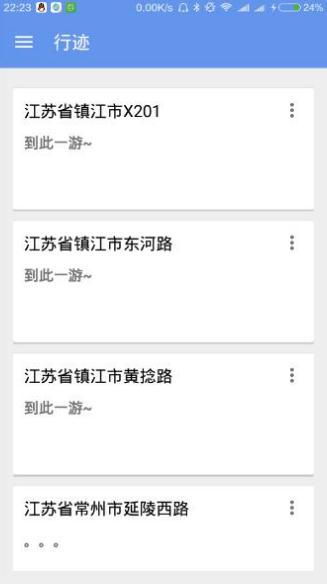 22:23 0.00K/s 24%
行迹
江苏省镇江市X201
到此一游~
江苏省镇江市东河路
到此一游~
江苏省镇江市黄捻路
到此一游~
江苏省常州市延陵西路
。。。